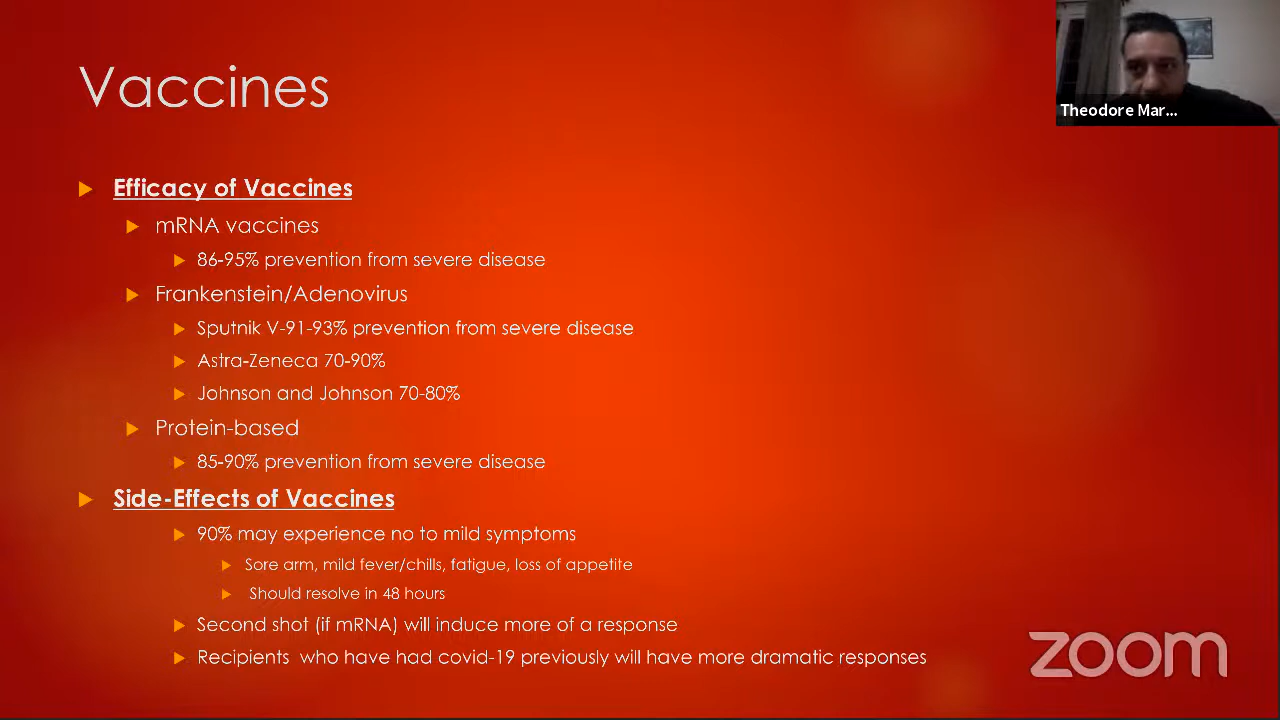 Vaccines
Theodore Mar...
Efficacy of Vaccines
mRNA vaccines
86-95% prevention from severe disease
Frankenstein/Adenovirus
Sputnik V-91-93% prevention from severe disease
Astra-Zeneca 70-90%
Johnson and Johnson 70-80%
Protein-based
85-90% prevention from severe disease
Side-Effects of Vaccines
90% may experience no to mild symptoms
Sore arm, mild fever/chills, fatigue, loss of appetite
Should resolve in 48 hours
Second shot (if mRNA) will induce more of a response
Recipients  who have had covid-19 previously will have more dramatic responses
zoom